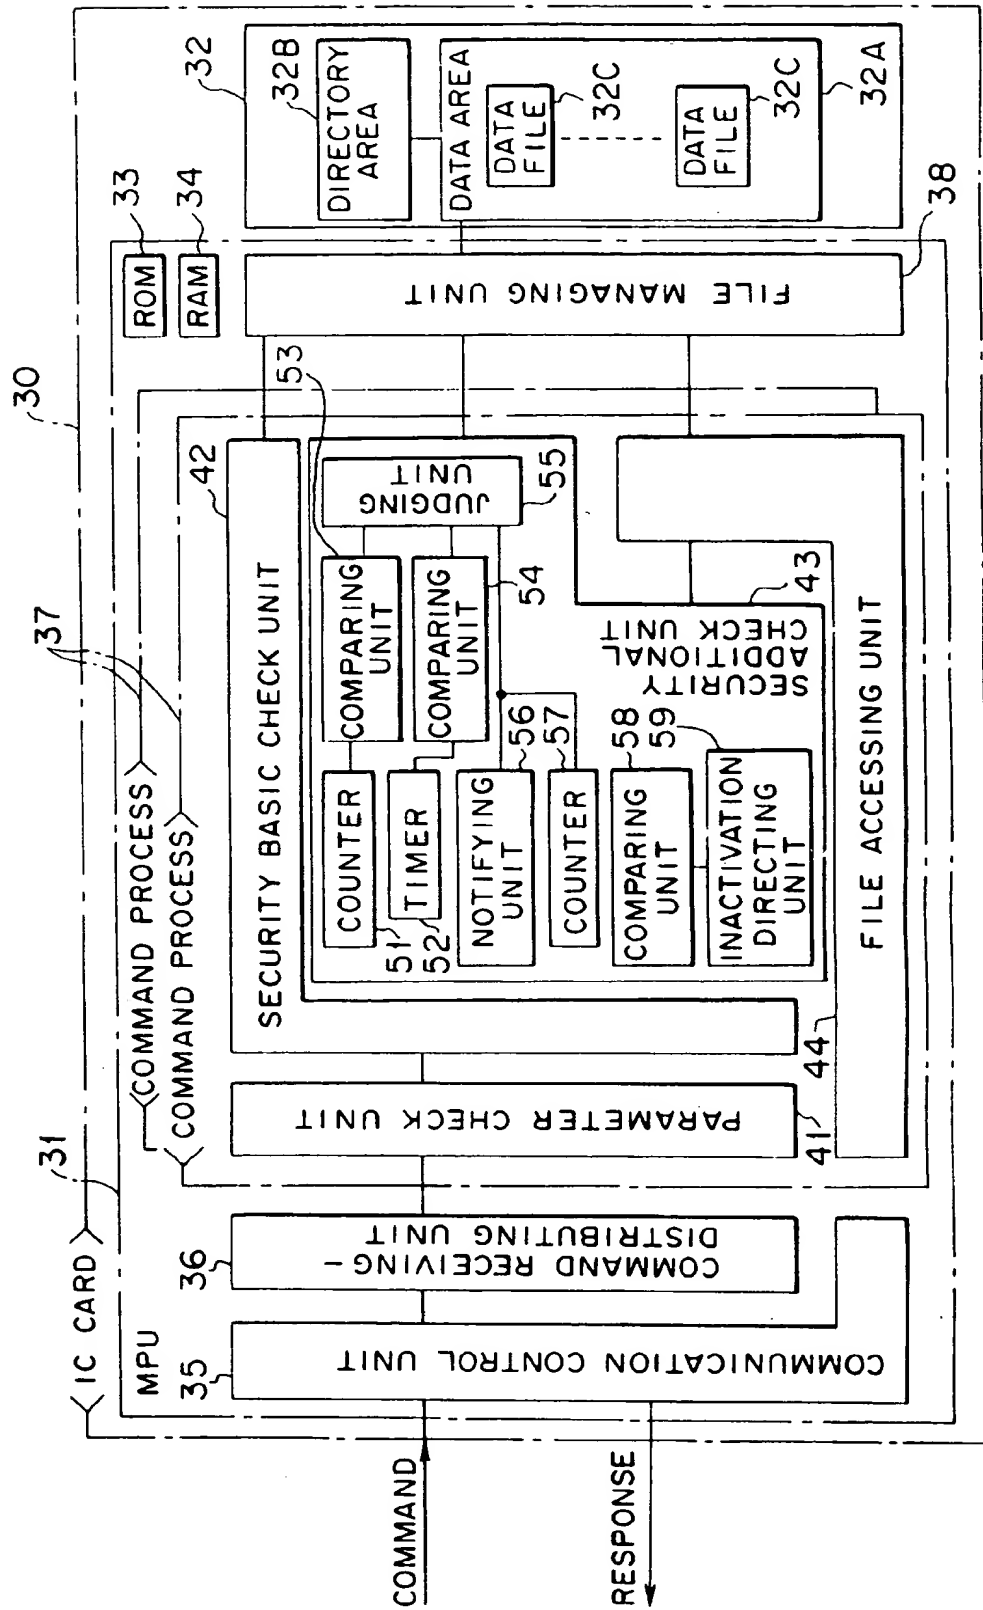 30
IC CARD
31
MPU
37
COMMAND PROCESS
COMMAND PROCESS
ROM
33
RAM
34
32
35
COMMUNICATION CONTROL UNIT
36
COMMAND RECEIVING-
DISTRIBUTING UNIT
PARAMETER CHECK UNIT
41
42
SECURITY BASIC CHECK UNIT
COUNTER
51
TIMER
52
COMPARING
UNIT
53
COMPARING
UNIT
54
JUDGING
UNIT
55
NOTIFYING
UNIT
56
COUNTER
57
COMPARING
UNIT
58
INACTIVATION
DIRECTING
UNIT
59
SECURITY
ADDITIONAL
CHECK UNIT
43
44
FILE ACCESSING UNIT
FILE MANAGING UNIT
38
DIRECTORY
AREA
32B
DATA AREA
DATA
FILE
32C
DATA
FILE
32C
32A
COMMAND
RESPONSE